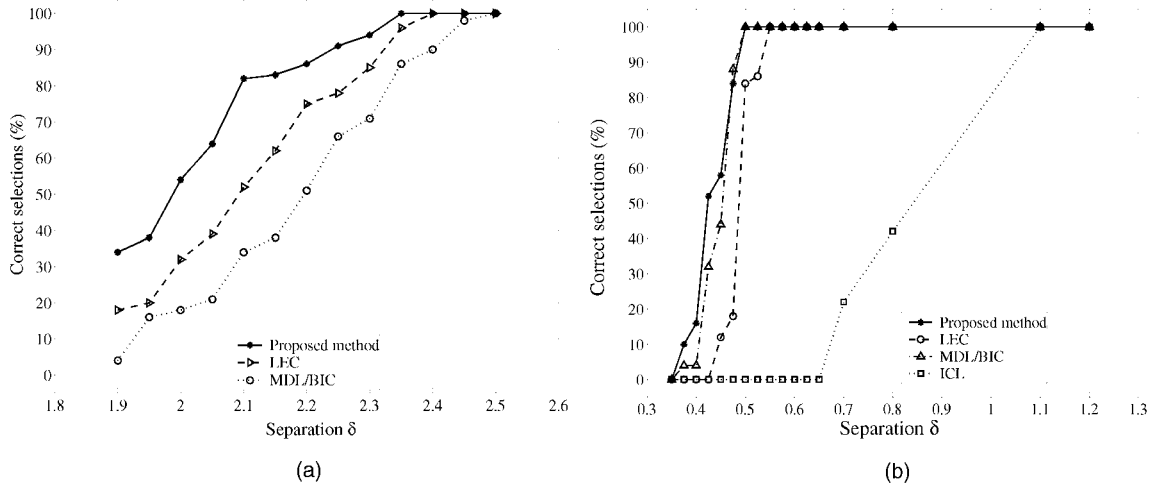 100
90
80
70
60
50
40
30
20
10
0
Correct selections (%)
Proposed method
LEC
MDL/BIC
1.8 1.9 2 2.1 2.2 2.3 2.4 2.5 2.6
Separation δ
(a)
100
90
80
70
60
50
40
30
20
10
0
Correct selections (%)
Proposed method
LEC
MDL/BIC
ICL
0.3 0.4 0.5 0.6 0.7 0.8 0.9 1 1.1 1.2 1.3
Separation δ
(b)